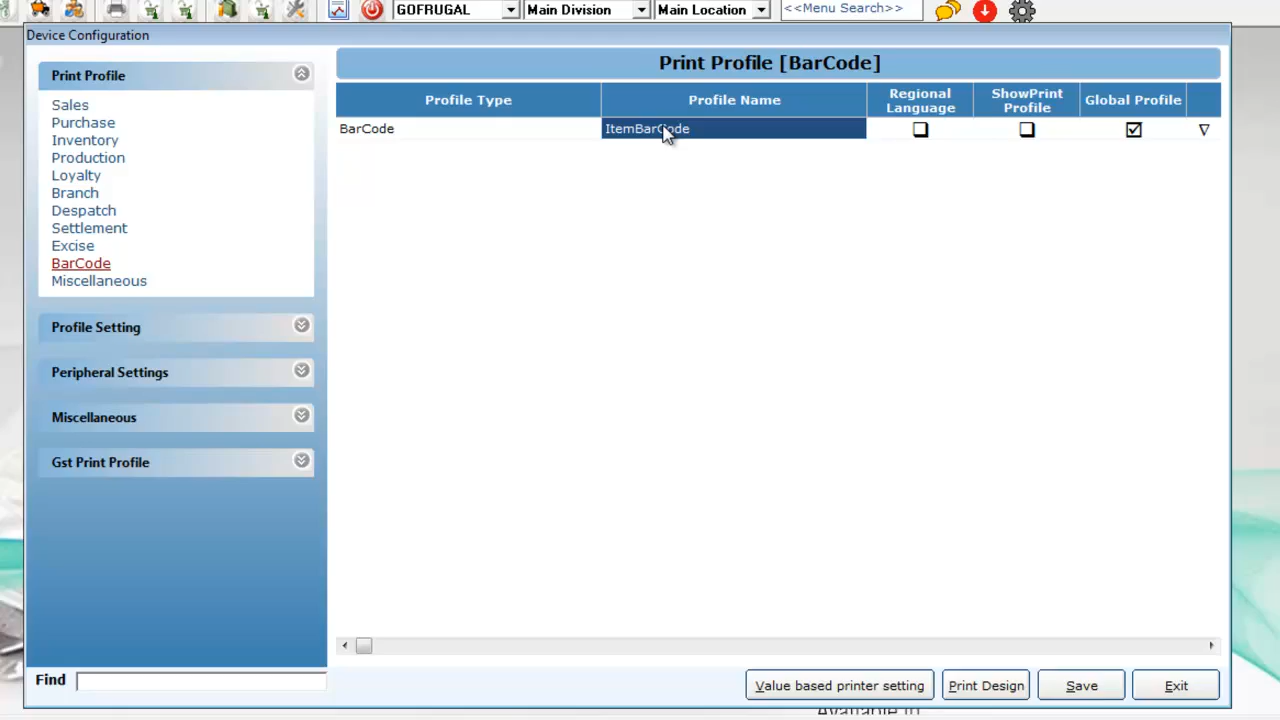 GOFRUGAL Main Division Main Location <<Menu Search>>
Device Configuration
Print Profile
Sales
Purchase
Inventory
Production
Loyalty
Branch
Despatch
Settlement
Excise
BarCode
Miscellaneous
Profile Setting
Peripheral Settings
Miscellaneous
Gst Print Profile
Find
Print Profile [BarCode]
Profile Type Profile Name Regional Language ShowPrint Profile Global Profile
BarCode ItemBarCode
Value based printer setting Print Design Save Exit